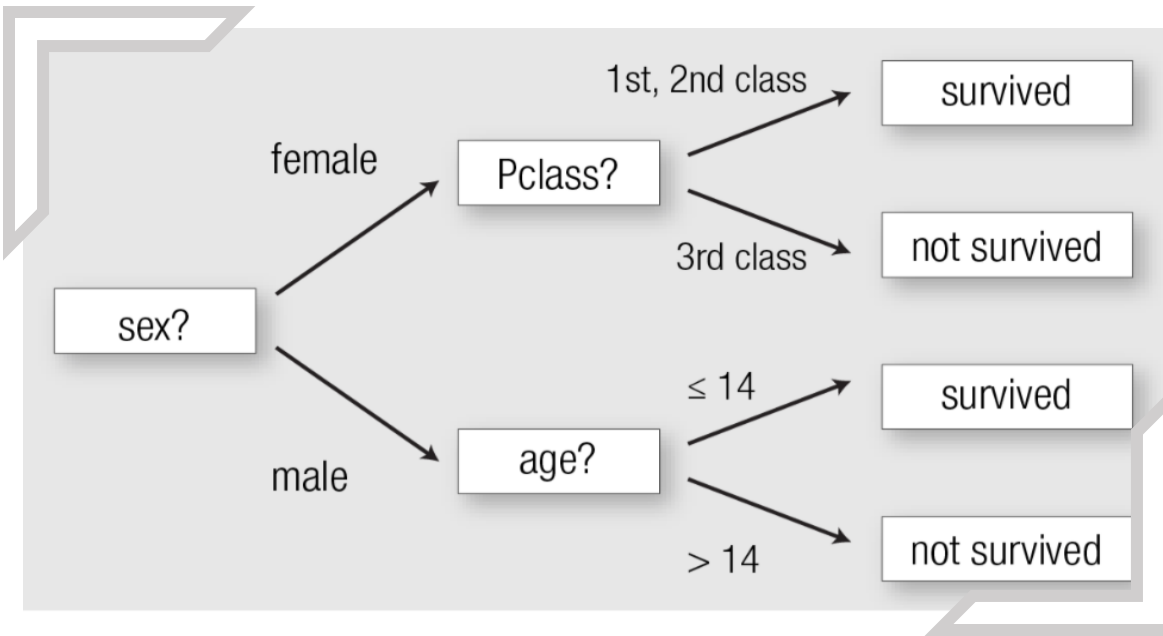 1st, 2nd class
survived
female
Pclass?
3rd class
not survived
sex?
≤ 14
survived
male
age?
> 14
not survived